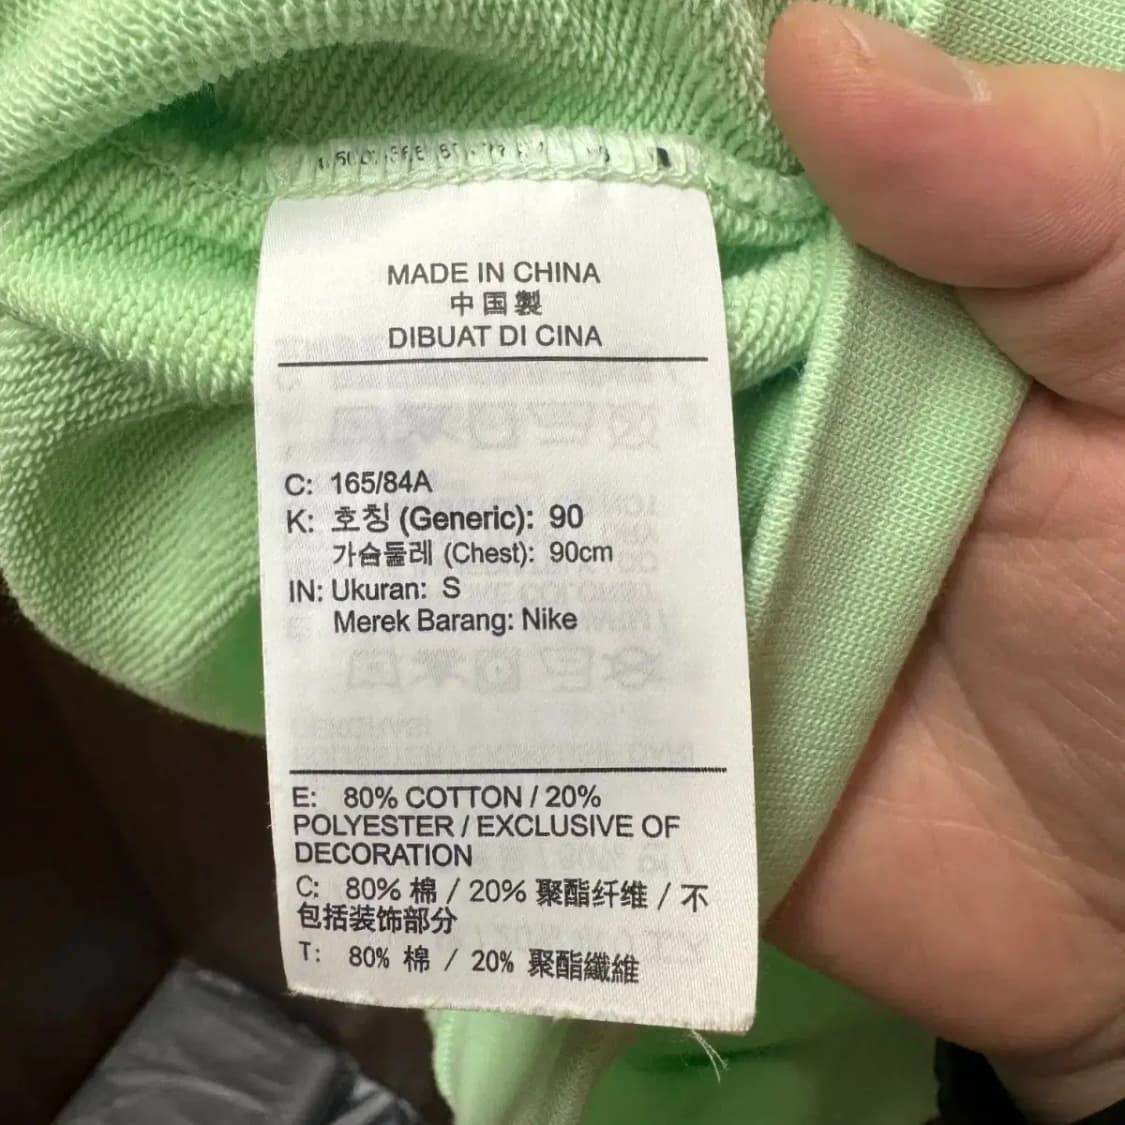 MADE IN CHINA
中国製
DIBUAT DI CINA
C: 165/84A
K: 호칭 (Generic): 90
가슴둘레 (Chest): 90cm
IN: Ukuran: S
Merek Barang: Nike
E: 80% COTTON / 20%
POLYESTER / EXCLUSIVE OF
DECORATION
C: 80% 棉 / 20% 聚酯纤维 / 不
包括装饰部分
T: 80% 棉 / 20% 聚酯纖維